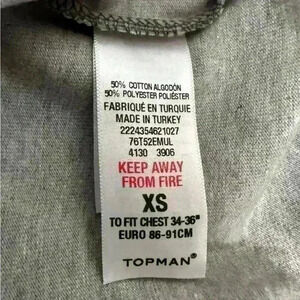 50% COTTON ALGODÓN
50% POLYESTER POLIÉSTER
FABRIQUÉ EN TURQUIE
MADE IN TURKEY
2224354621027
76T52EMUL
4130 3906
KEEP AWAY
FROM FIRE
XS
TO FIT CHEST 34-36"
EURO 86-91CM
TOPMAN®